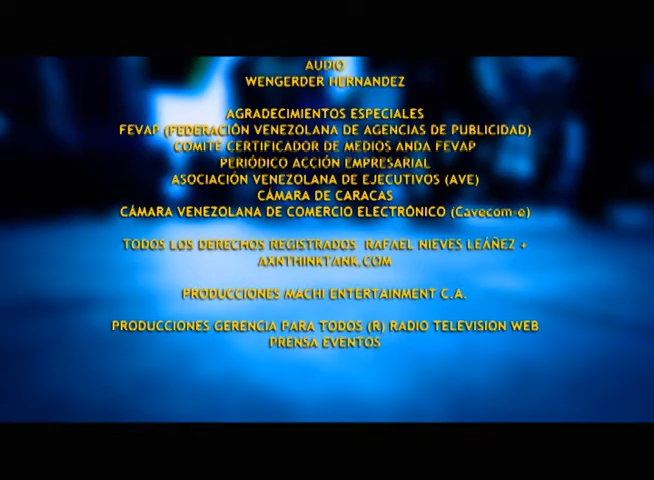 AUDIO
WENGERDER HERNANDEZ
AGRADECIMIENTOS ESPECIALES
FEVAP (FEDERACIÓN VENEZOLANA DE AGENCIAS DE PUBLICIDAD)
COMITE CERTIFICADOR DE MEDIOS ANDA FEVAP
PERIÓDICO ACCIÓN EMPRESARIAL
ASOCIACIÓN VENEZOLANA DE EJECUTIVOS (AVE)
CÁMARA DE CARACAS
CÁMARA VENEZOLANA DE COMERCIO ELECTRÓNICO (Cavecom-e)
TODOS LOS DERECHOS REGISTRADOS RAFAEL NIEVES LEÁÑEZ +
AXNTHINKTANK.COM
PRODUCCIONES MACHI ENTERTAINMENT C.A.
PRODUCCIONES GERENCIA PARA TODOS (R) RADIO TELEVISION WEB
PRENSA EVENTOS